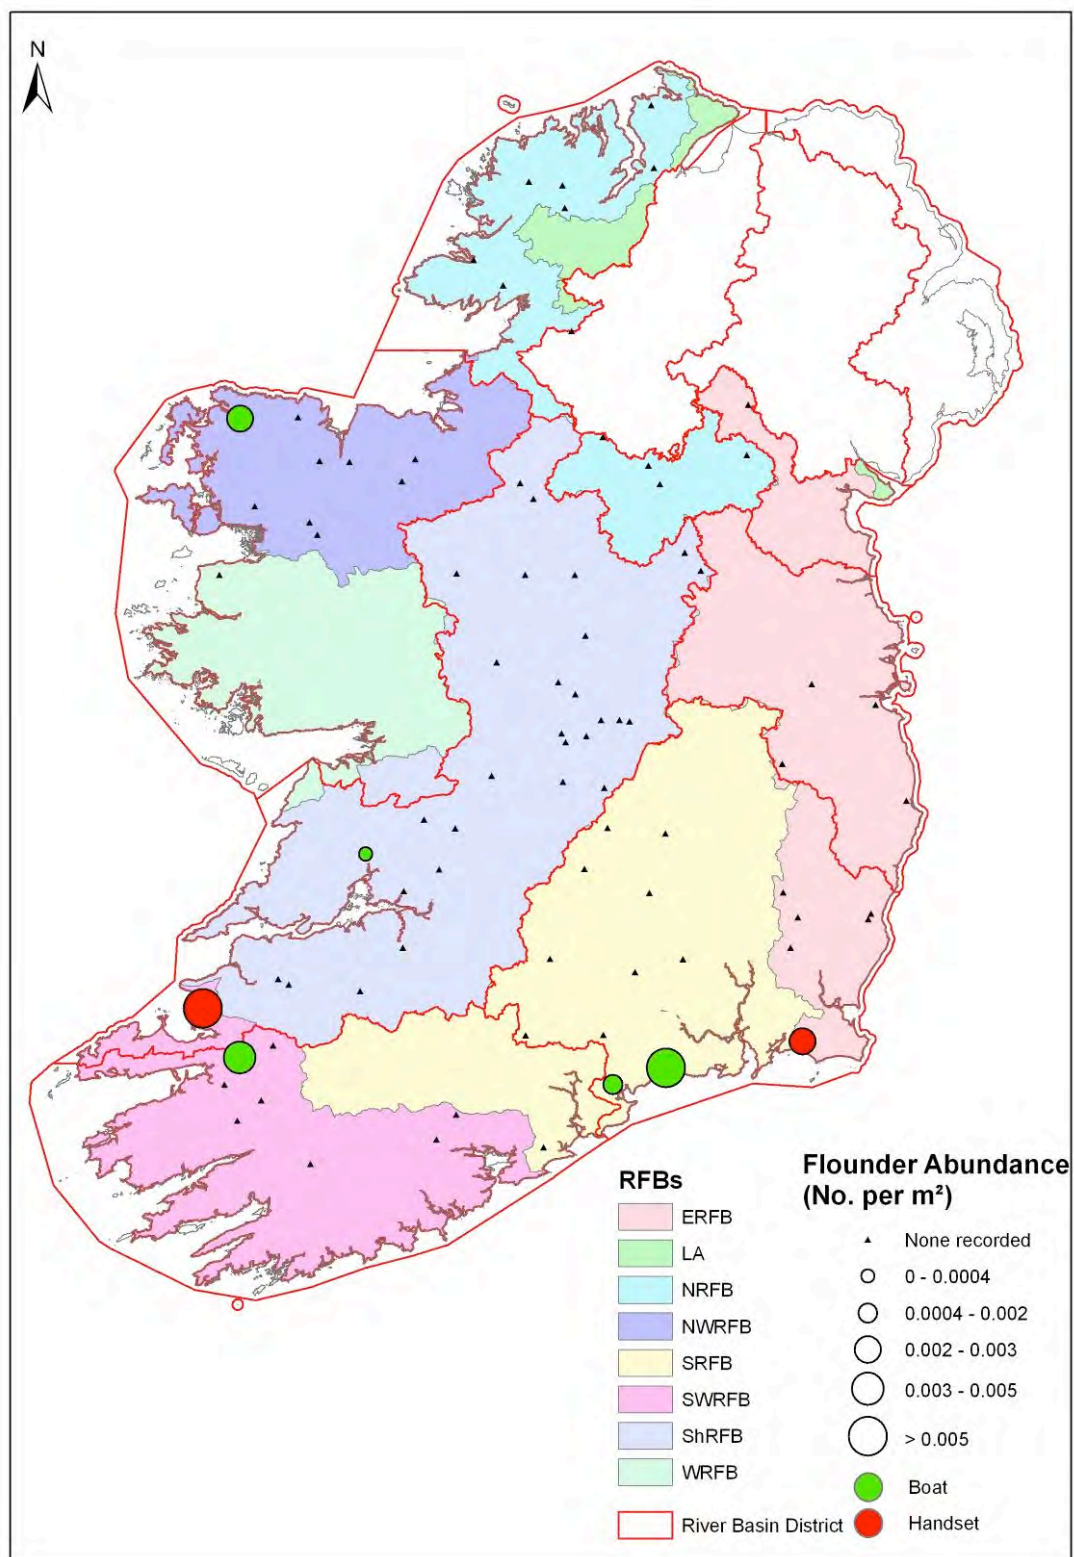 N
RFBs
ERFB
LA
NRFB
NWRFB
SRFB
SWRFB
ShRFB
WRFB
River Basin District
Flounder Abundance
(No. per m²)
None recorded
0 - 0.0004
0.0004 - 0.002
0.002 - 0.003
0.003 - 0.005
> 0.005
Boat
Handset